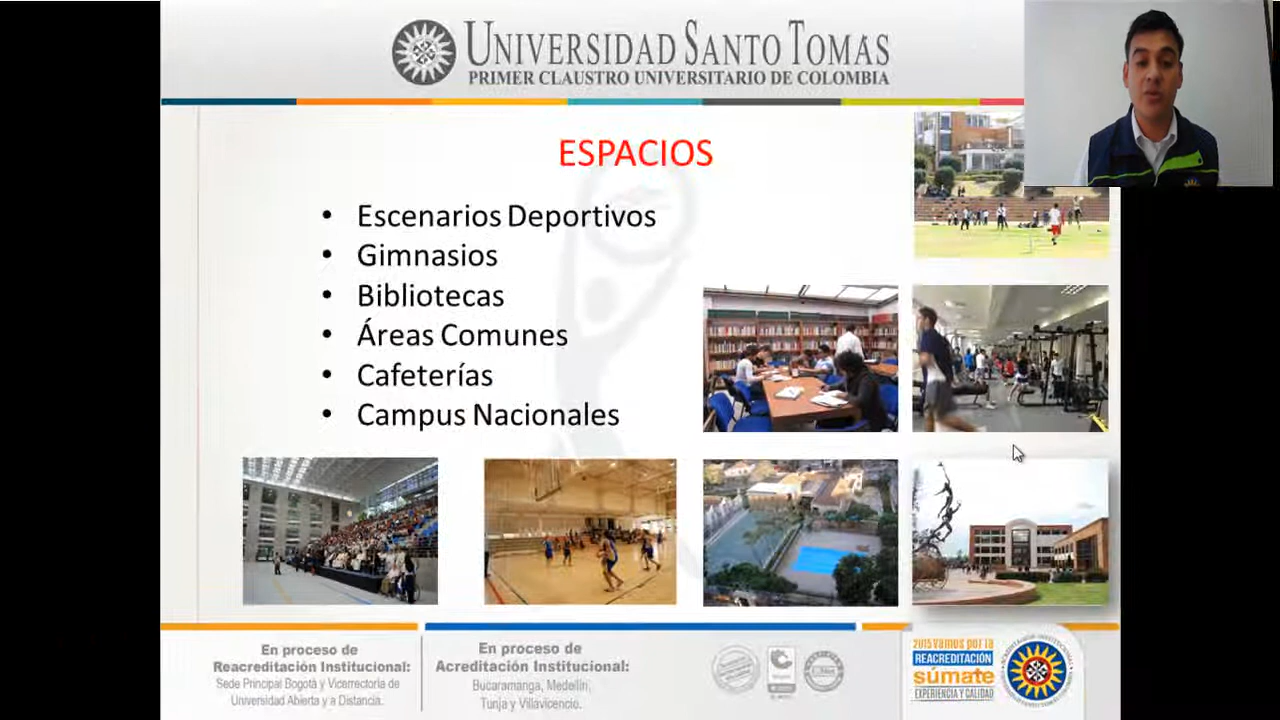 UNIVERSIDAD SANTO TOMÁS
PRIMER CLAUSTRO UNIVERSITARIO DE COLOMBIA
ESPACIOS
• Escenarios Deportivos
• Gimnasios
• Bibliotecas
• Áreas Comunes
• Cafeterías
• Campus Nacionales
En proceso de
Reacreditación Institucional:
Sede Principal Bogotá y Vicerrectoría de
Universidad Abierta y a Distancia.
En proceso de
Acreditación Institucional:
Bucaramanga, Medellín,
Tunja y Villavicencio.
2015 VAMOS POR LA
REACREDITACIÓN
súmate
EXPERIENCIA Y CALIDAD